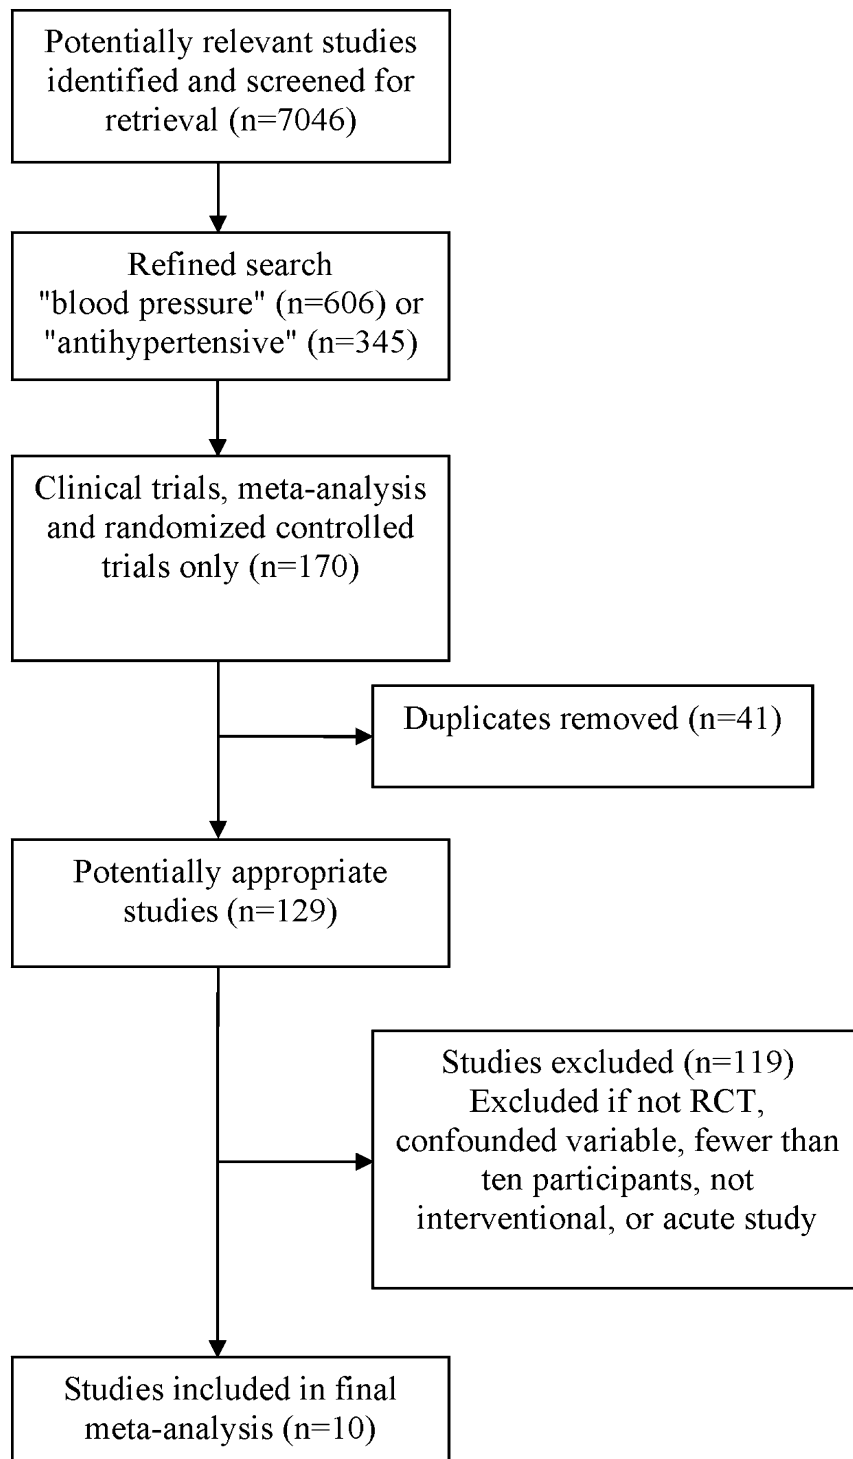 Potentially relevant studies
identified and screened for
retrieval (n=7046)
Refined search
"blood pressure" (n=606) or
"antihypertensive" (n=345)
Clinical trials, meta-analysis
and randomized controlled
trials only (n=170)
Duplicates removed (n=41)
Potentially appropriate
studies (n=129)
Studies excluded (n=119)
Excluded if not RCT,
confounded variable, fewer than
ten participants, not
interventional, or acute study
Studies included in final
meta-analysis (n=10)